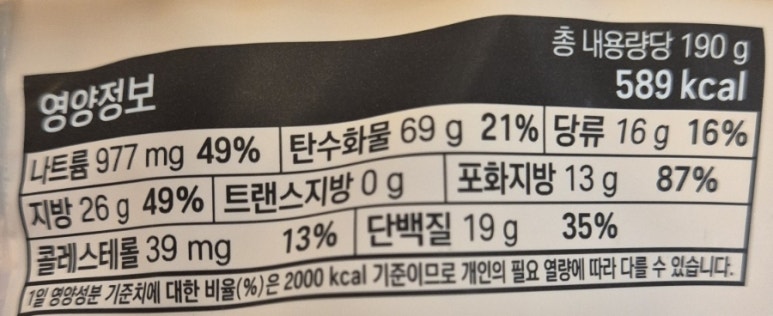 영양정보
총 내용량당 190 g
589 kcal
나트륨 977 mg 49% 탄수화물 69 g 21% 당류 16 g 16%
지방 26 g 49% 트랜스지방 0 g 포화지방 13 g 87%
콜레스테롤 39 mg 13% 단백질 19 g 35%
1일 영양성분 기준치에 대한 비율(%)은 2000 kcal 기준이므로 개인의 필요 열량에 따라 다를 수 있습니다.